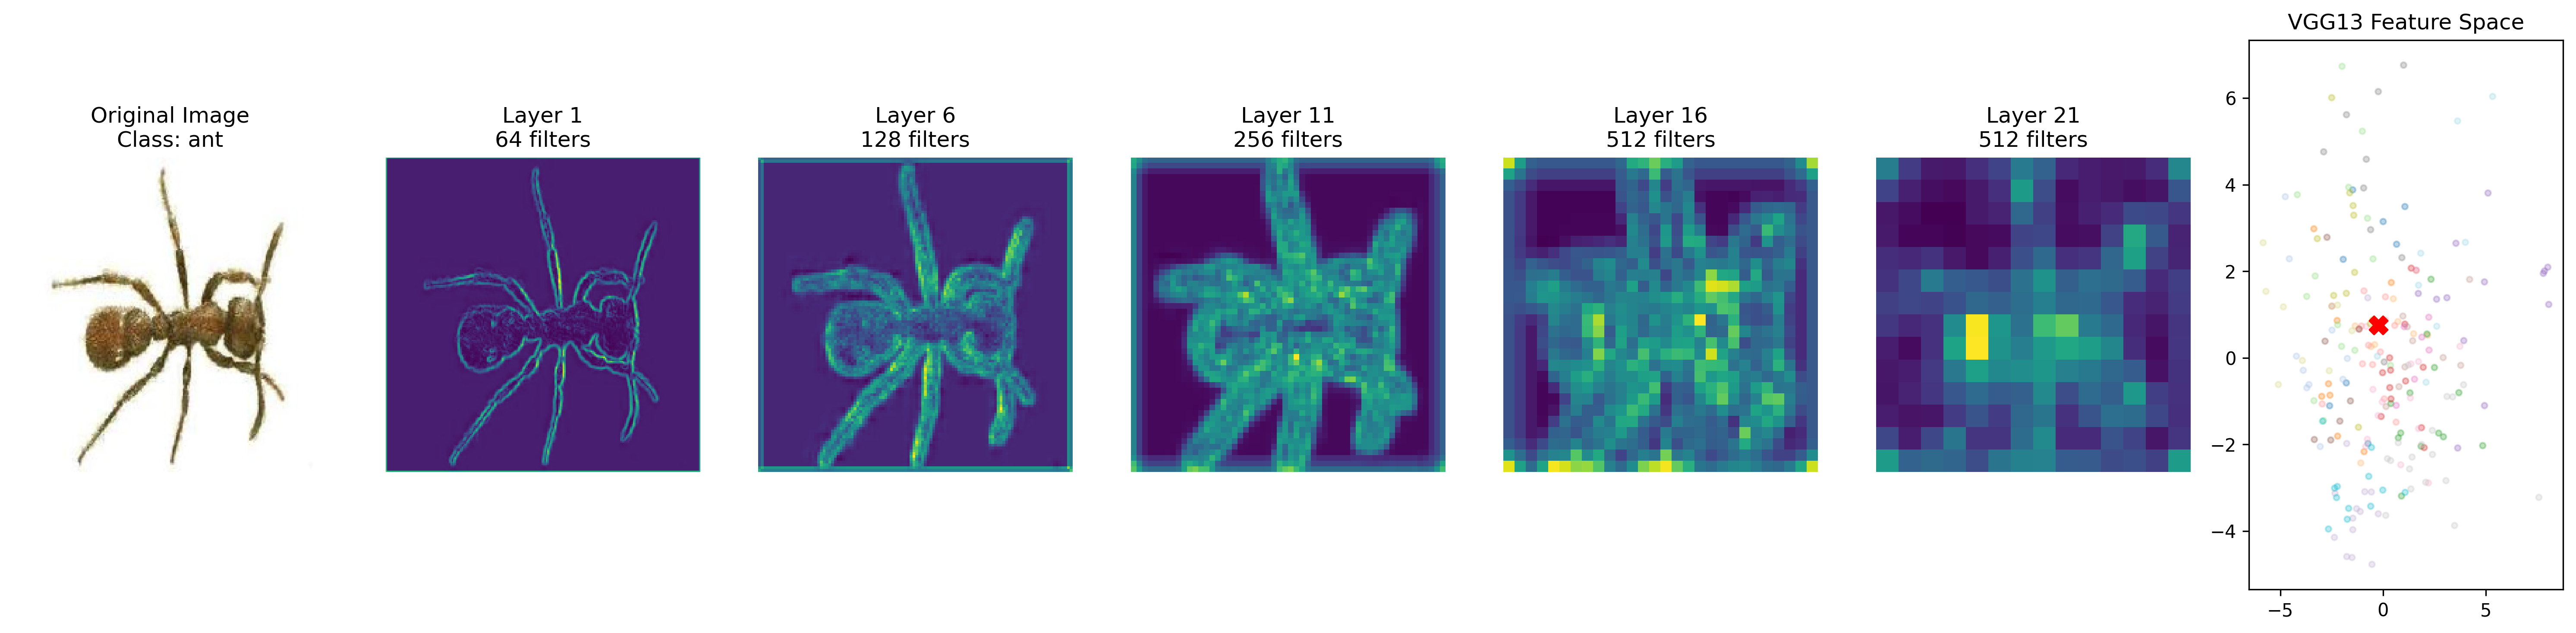 Original Image
Class: ant
Layer 1
64 filters
Layer 6
128 filters
Layer 11
256 filters
Layer 16
512 filters
Layer 21
512 filters
VGG13 Feature Space
6
4
2
0
−2
−4
−5
0
5